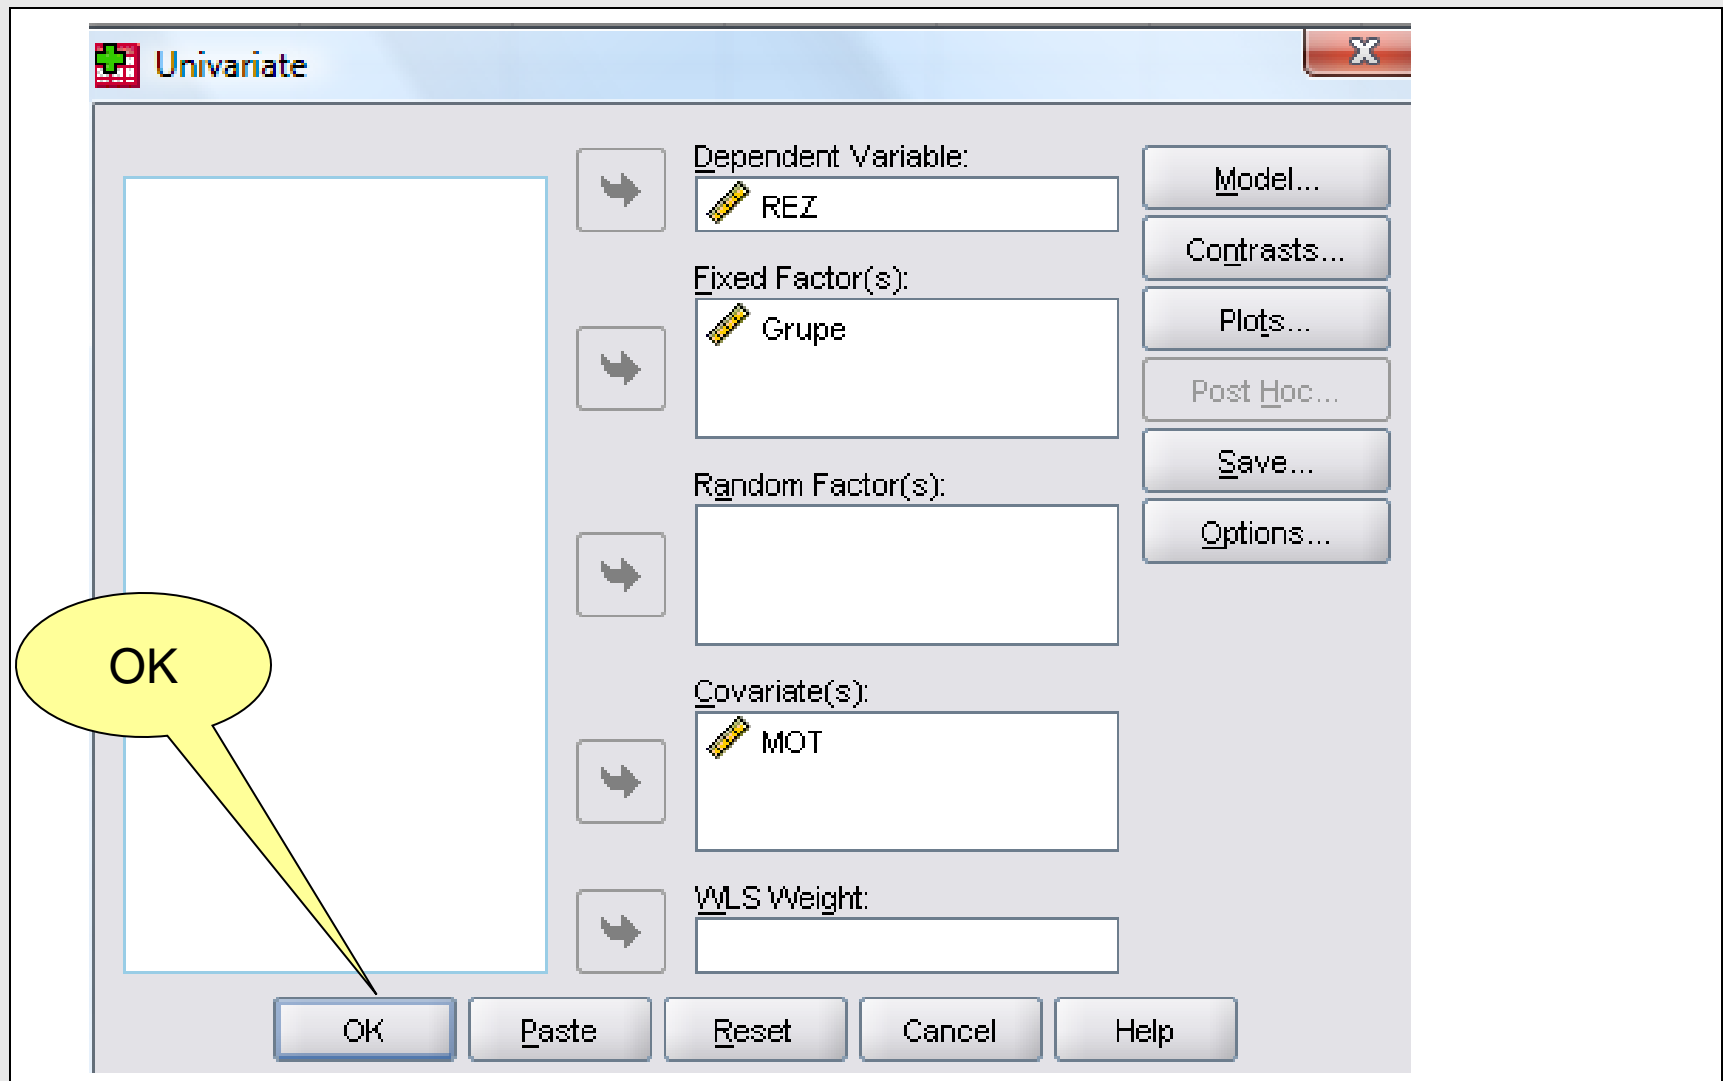 Univariate
Dependent Variable:
REZ
Fixed Factor(s):
Grupe
Random Factor(s):
Covariate(s):
MOT
WLS Weight:
Model...
Contrasts...
Plots...
Post Hoc...
Save...
Options...
OK
OK
Paste
Reset
Cancel
Help